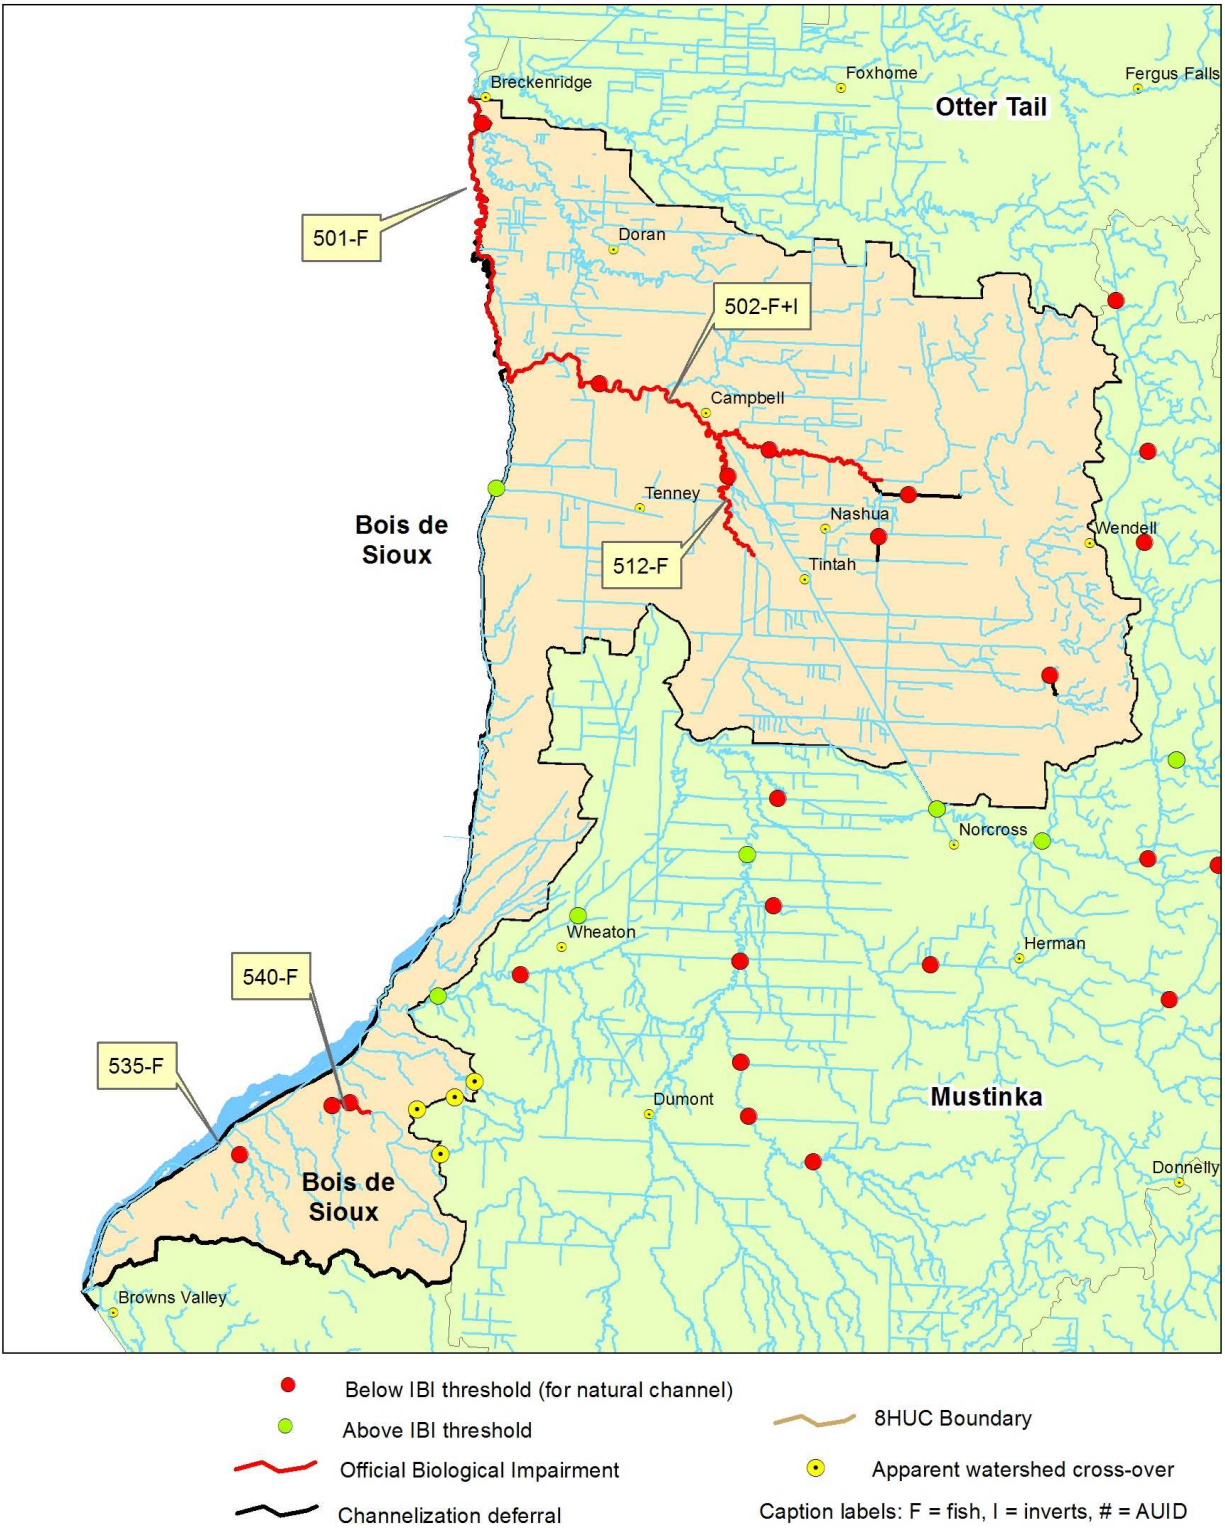 Breckenridge
Foxhome
Fergus Falls
Otter Tail
501-F
Doran
502-F+I
Campbell
Tenney
Nashua
Wendell
Bois de
Sioux
512-F
Tintah
Norcross
Wheaton
Herman
540-F
535-F
Dumont
Mustinka
Bois de
Sioux
Donnelly
Browns Valley
Below IBI threshold (for natural channel)
Above IBI threshold
Official Biological Impairment
Channelization deferral
8HUC Boundary
Apparent watershed cross-over
Caption labels: F = fish, I = inverts, # = AUID